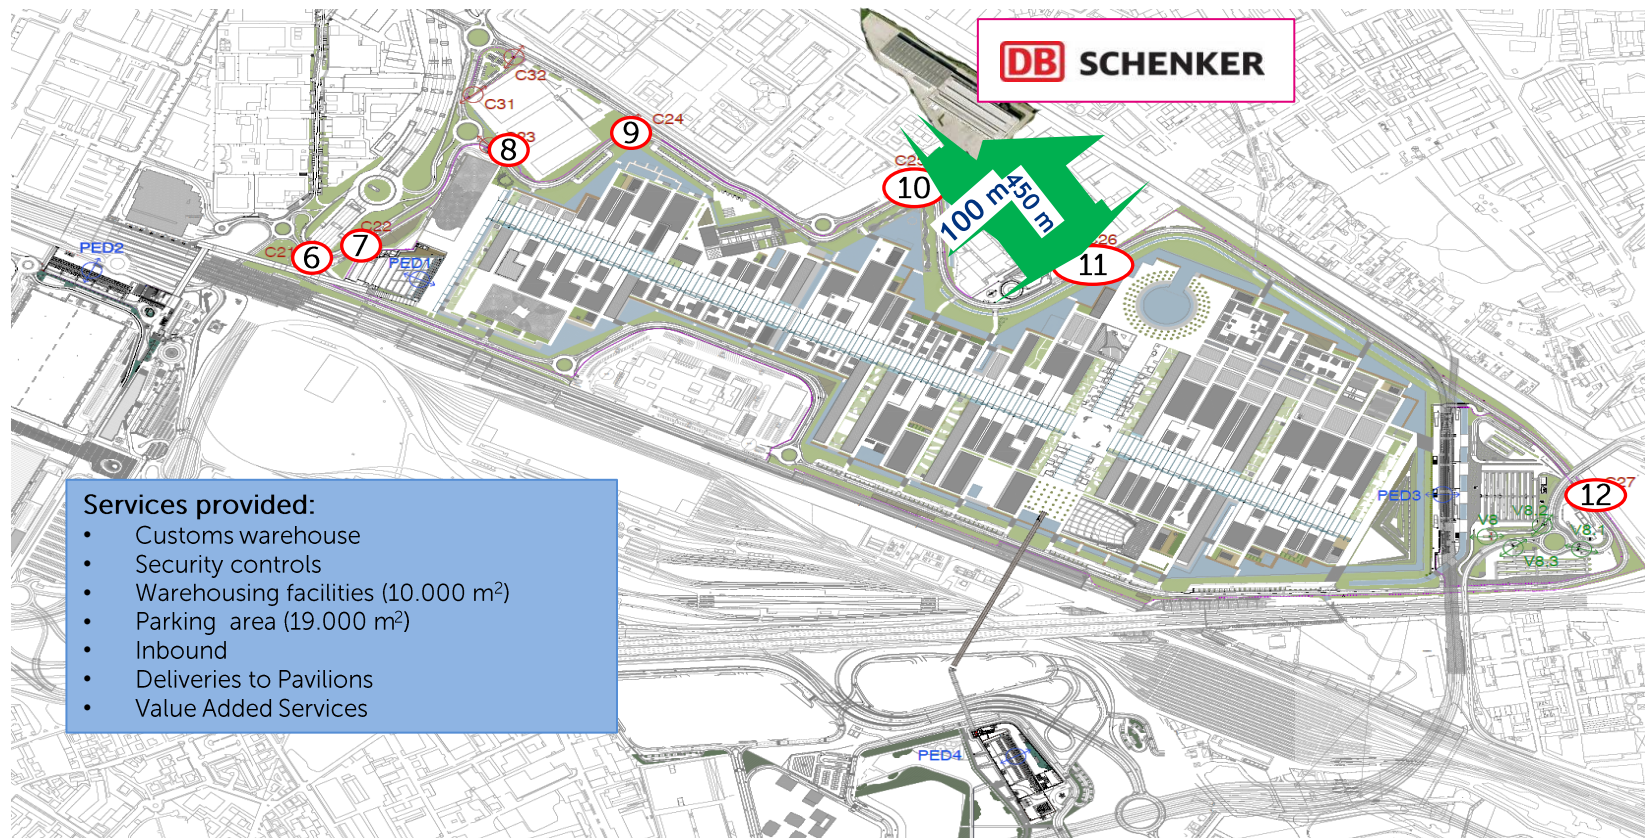 DB SCHENKER
C32
C31
C24
9
8
C25
10
100 m
450 m
C22
C21
6
7
PED2
PED1
11
12
PED3
V8
V8.2
V8.1
V8.3
Services provided:
• Customs warehouse
• Security controls
• Warehousing facilities (10.000 m²)
• Parking area (19.000 m²)
• Inbound
• Deliveries to Pavilions
• Value Added Services
PED4